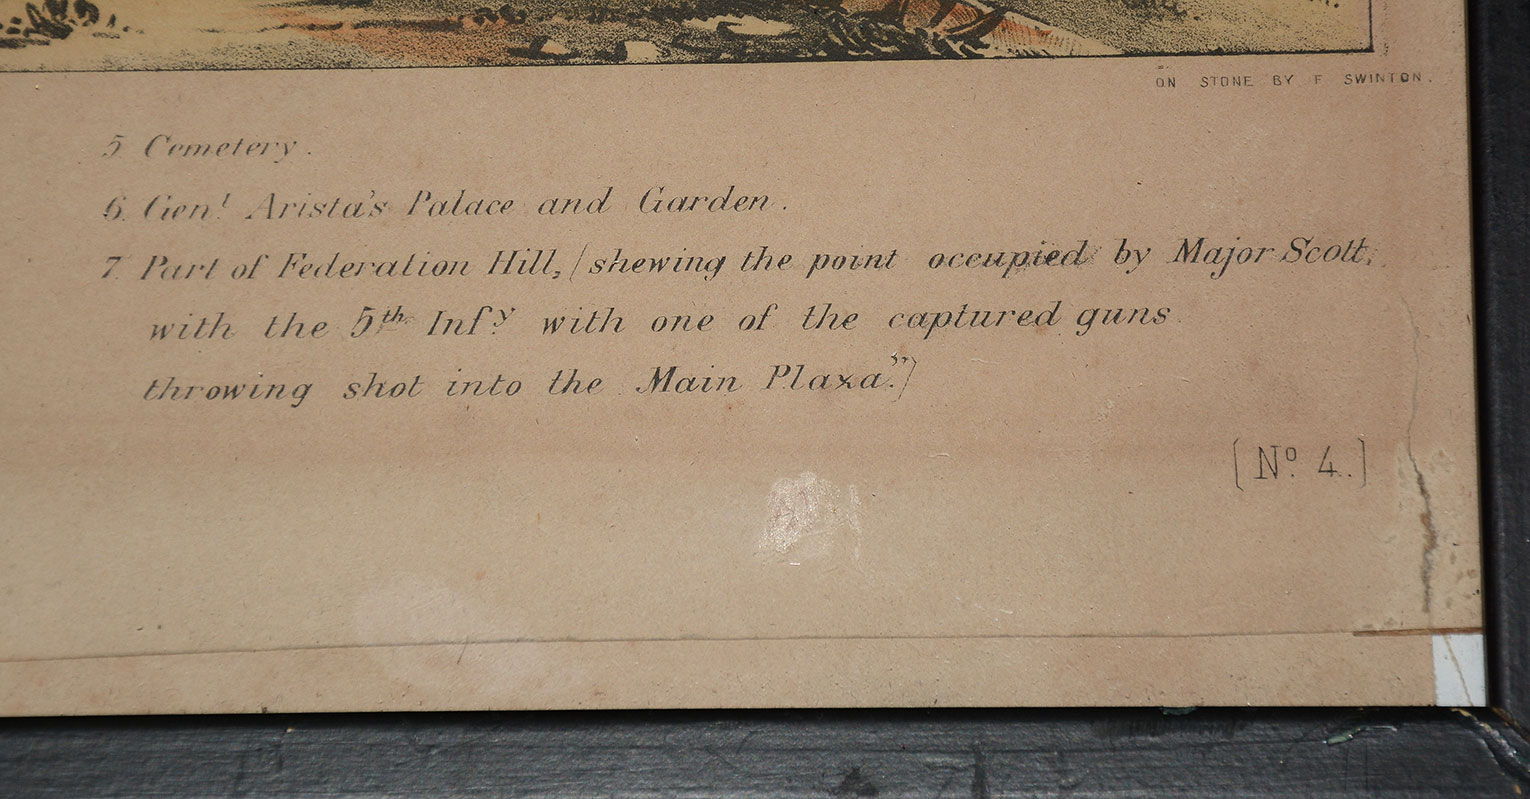 ON STONE BY F SWINTON.
5 Cemetery.
6. Genl Arista's Palace and Garden.
7 Part of Federation Hill, (shewing the point occupied by Major Scott,
with the 5th. Infy. with one of the captured guns
throwing shot into the Main Plaza.")
[No. 4.]